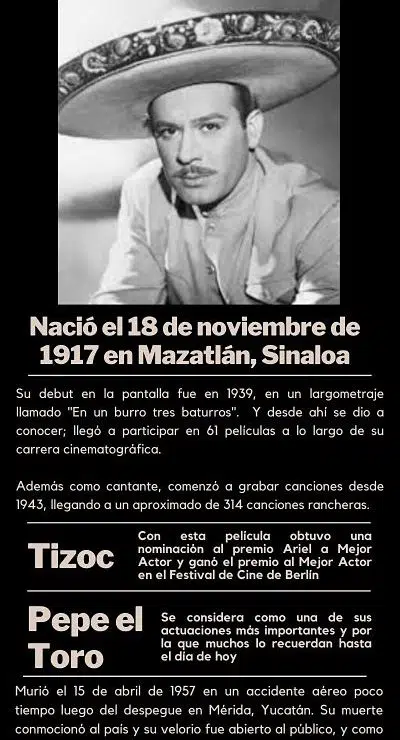 Nació el 18 de noviembre de
1917 en Mazatlán, Sinaloa
Su debut en la pantalla fue en 1939, en un largometraje
llamado "En un burro tres baturros". Y desde ahí se dio a
conocer; llegó a participar en 61 películas a lo largo de su
carrera cinematográfica.
Además como cantante, comenzó a grabar canciones desde
1943, llegando a un aproximado de 314 canciones rancheras.
Tizoc
Con esta película obtuvo una
nominación al premio Ariel a Mejor
Actor y ganó el premio al Mejor Actor
en el Festival de Cine de Berlín
Pepe el
Toro
Se considera como una de sus
actuaciones más importantes y por
la que muchos lo recuerdan hasta
el día de hoy
Murió el 15 de abril de 1957 en un accidente aéreo poco
tiempo luego del despegue en Mérida, Yucatán. Su muerte
conmocionó al país y su velorio fue abierto al público, y como